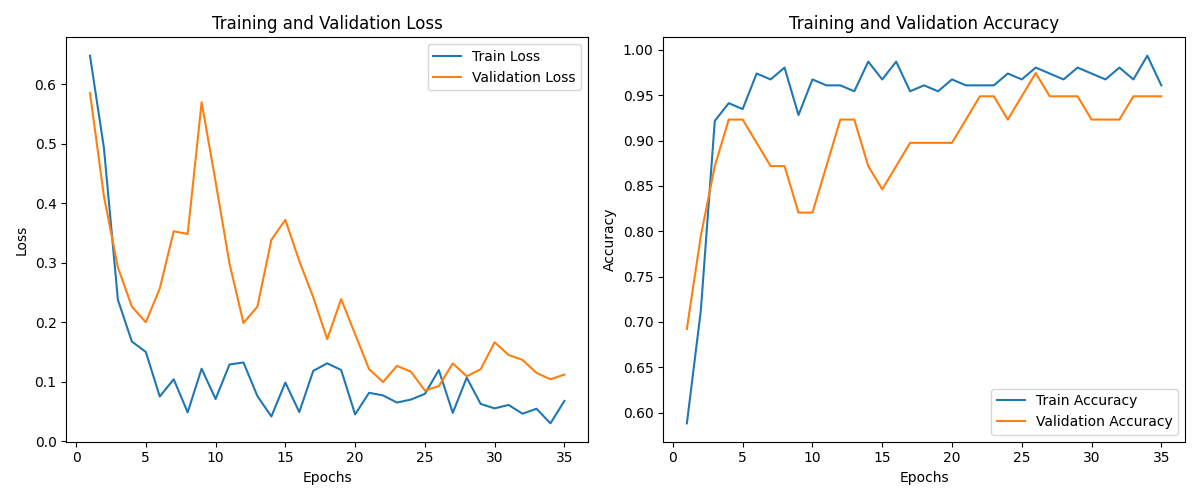 Training and Validation Loss
Train Loss
Validation Loss
Loss
0.6
0.5
0.4
0.3
0.2
0.1
0.0
0 5 10 15 20 25 30 35
Epochs
Training and Validation Accuracy
Accuracy
1.00
0.95
0.90
0.85
0.80
0.75
0.70
0.65
0.60
Train Accuracy
Validation Accuracy
0 5 10 15 20 25 30 35
Epochs